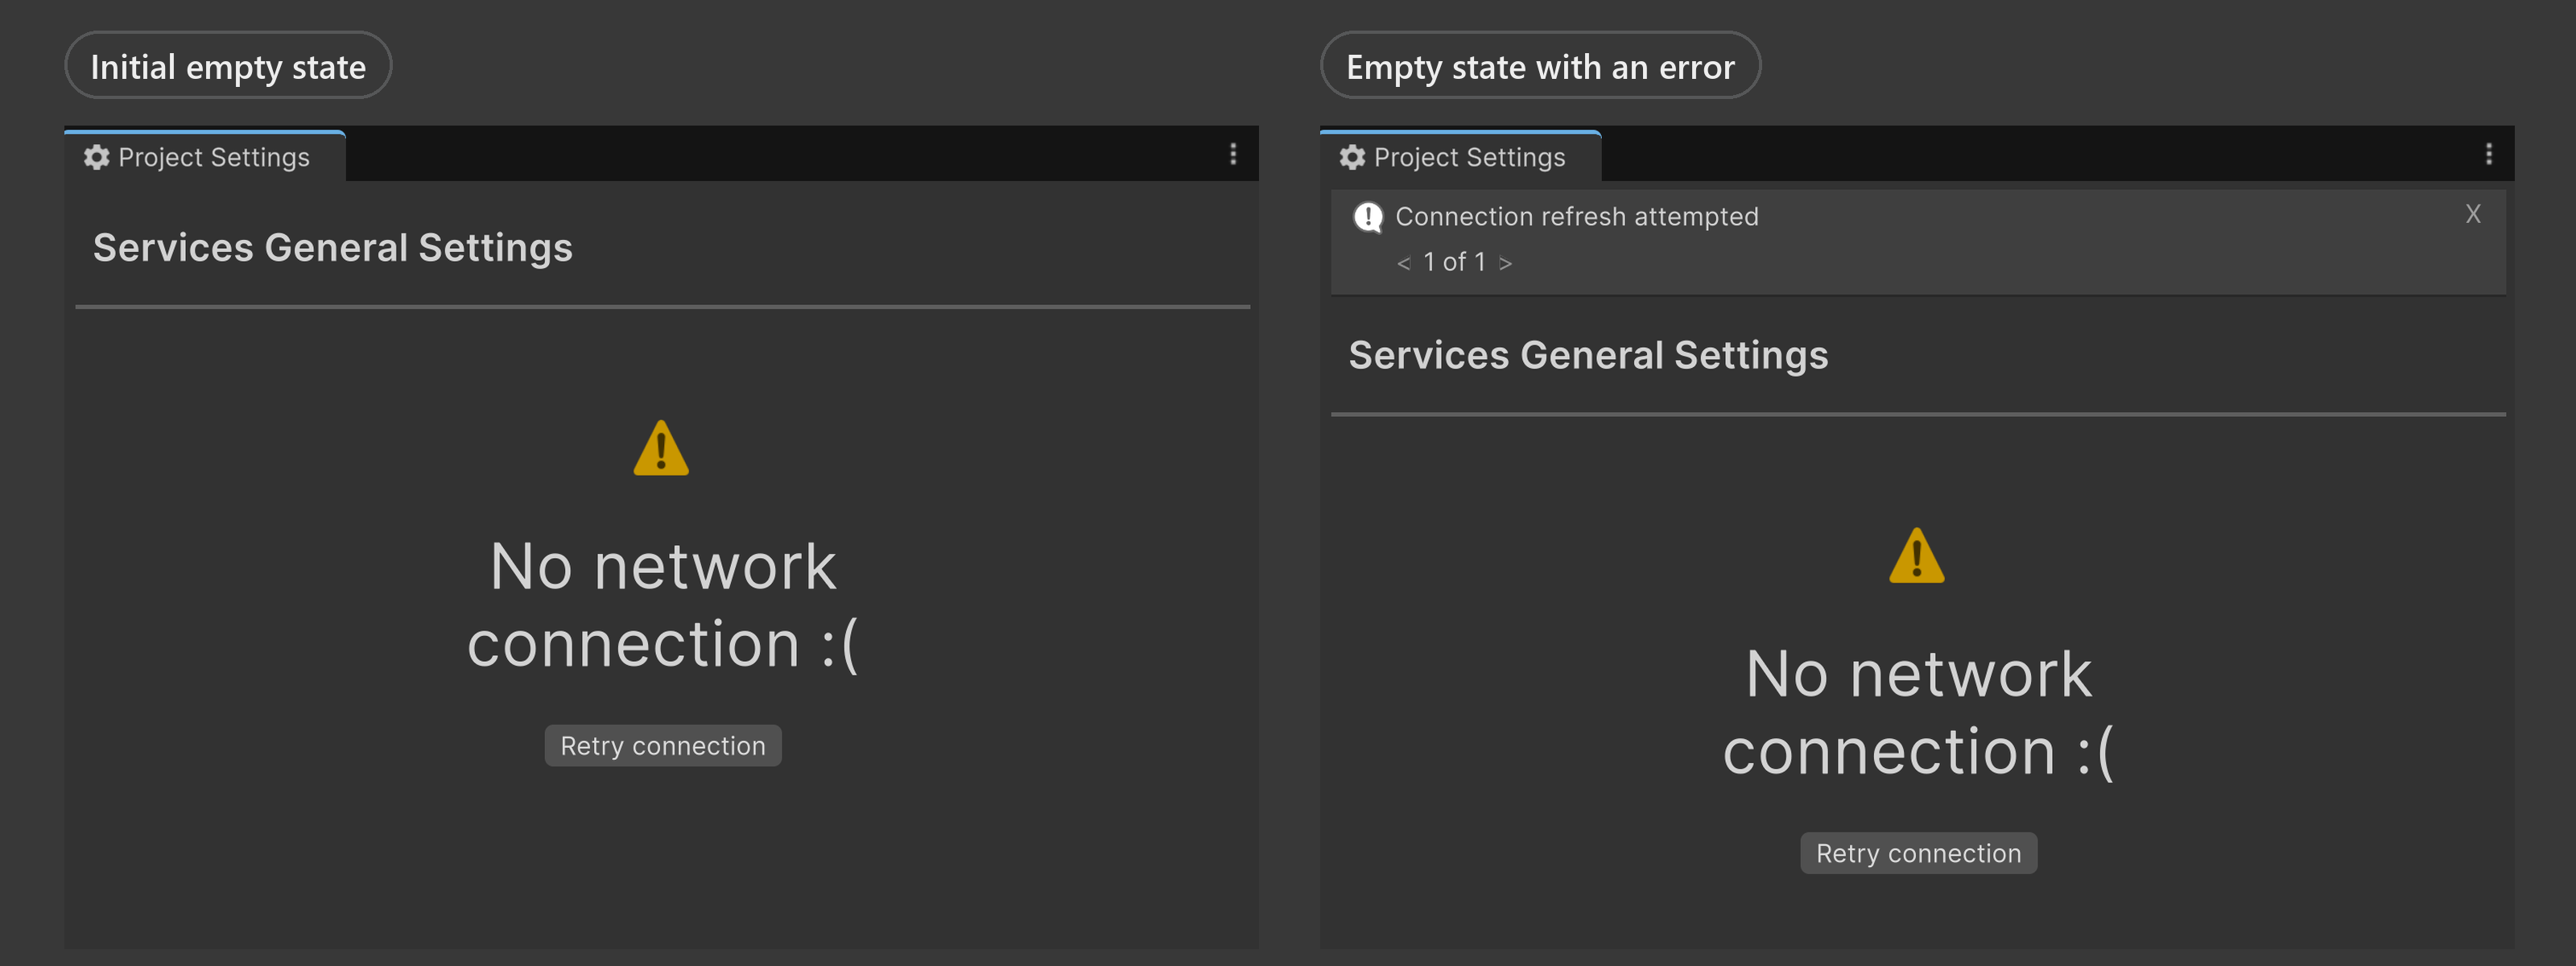 Initial empty state
Project Settings
Services General Settings
No network
connection :(
Retry connection
Empty state with an error
Project Settings
Connection refresh attempted
X
< 1 of 1 >
Services General Settings
No network
connection :(
Retry connection